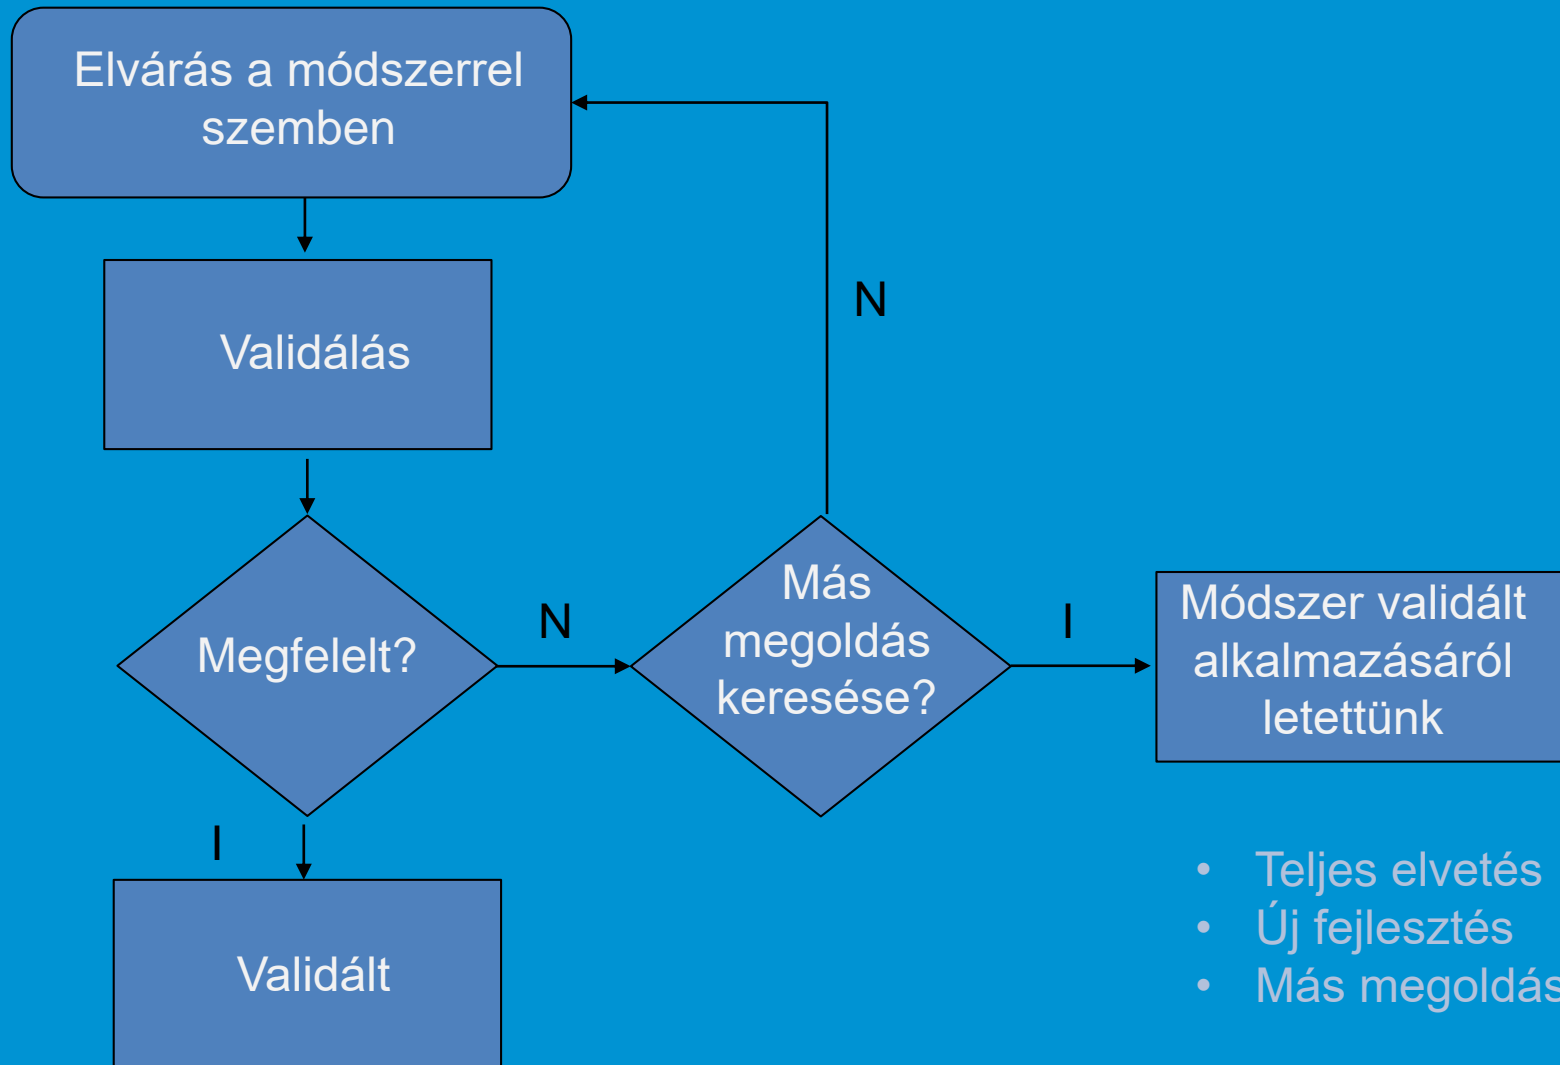 Elvárás a módszerrel
szemben
N
Validálás
Megfelelt?
N
Más
megoldás
keresése?
I
Módszer validált
alkalmazásáról
letettünk
I
Validált
• Teljes elvetés
• Új fejlesztés
• Más megoldás